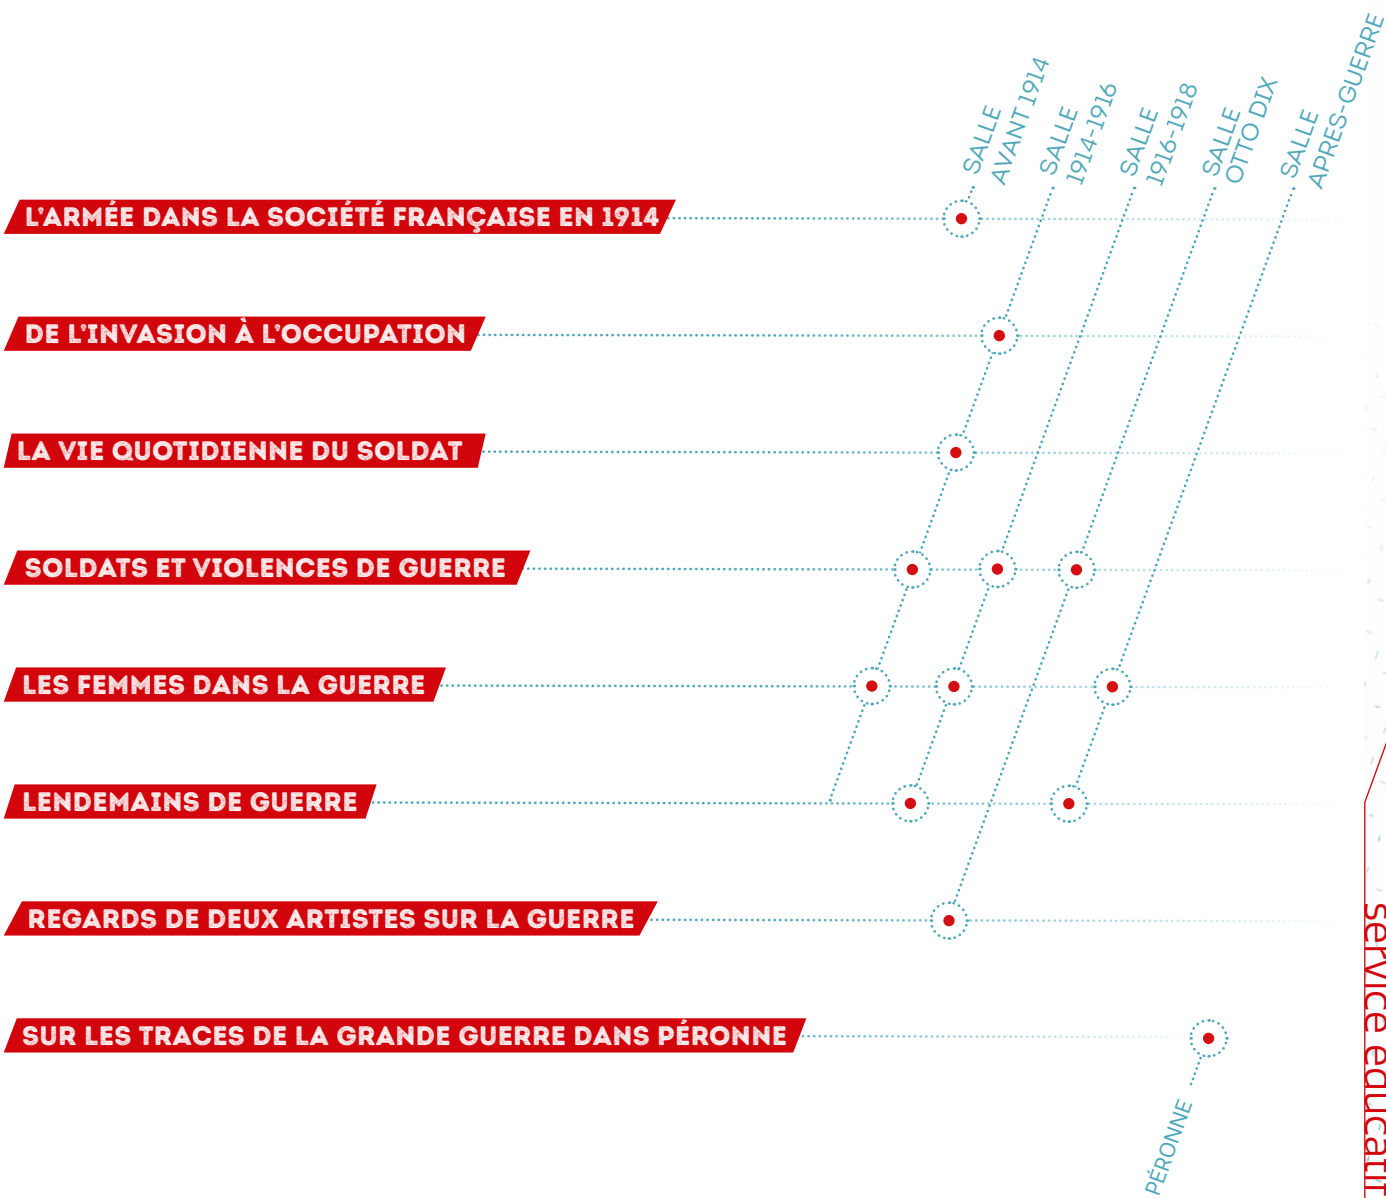 SALLE
AVANT 1914
SALLE
1914-1916
SALLE
1916-1918
SALLE
OTTO DIX
SALLE
APRES-GUERRE
L'ARMÉE DANS LA SOCIÉTÉ FRANÇAISE EN 1914
DE L'INVASION À L'OCCUPATION
LA VIE QUOTIDIENNE DU SOLDAT
SOLDATS ET VIOLENCES DE GUERRE
LES FEMMES DANS LA GUERRE
LENDEMAINS DE GUERRE
REGARDS DE DEUX ARTISTES SUR LA GUERRE
SUR LES TRACES DE LA GRANDE GUERRE DANS PÉRONNE
PÉRONNE
service